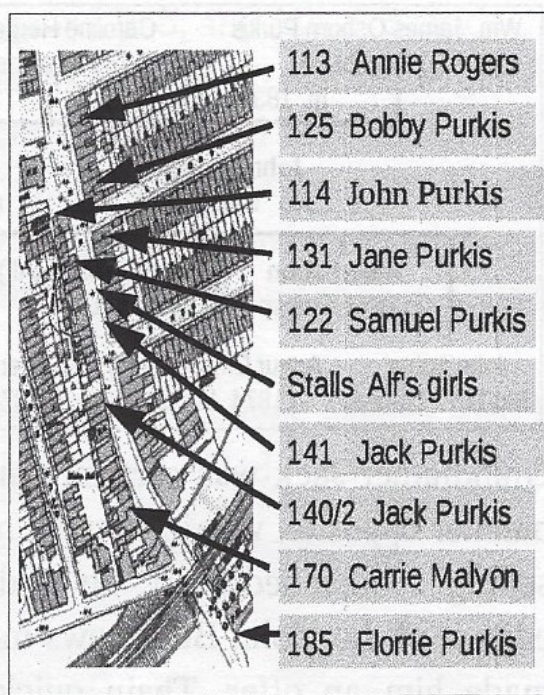 113 Annie Rogers
125 Bobby Purkis
114 John Purkis
131 Jane Purkis
122 Samuel Purkis
Stalls Alf's girls
141 Jack Purkis
140/2 Jack Purkis
170 Carrie Malyon
185 Florrie Purkis